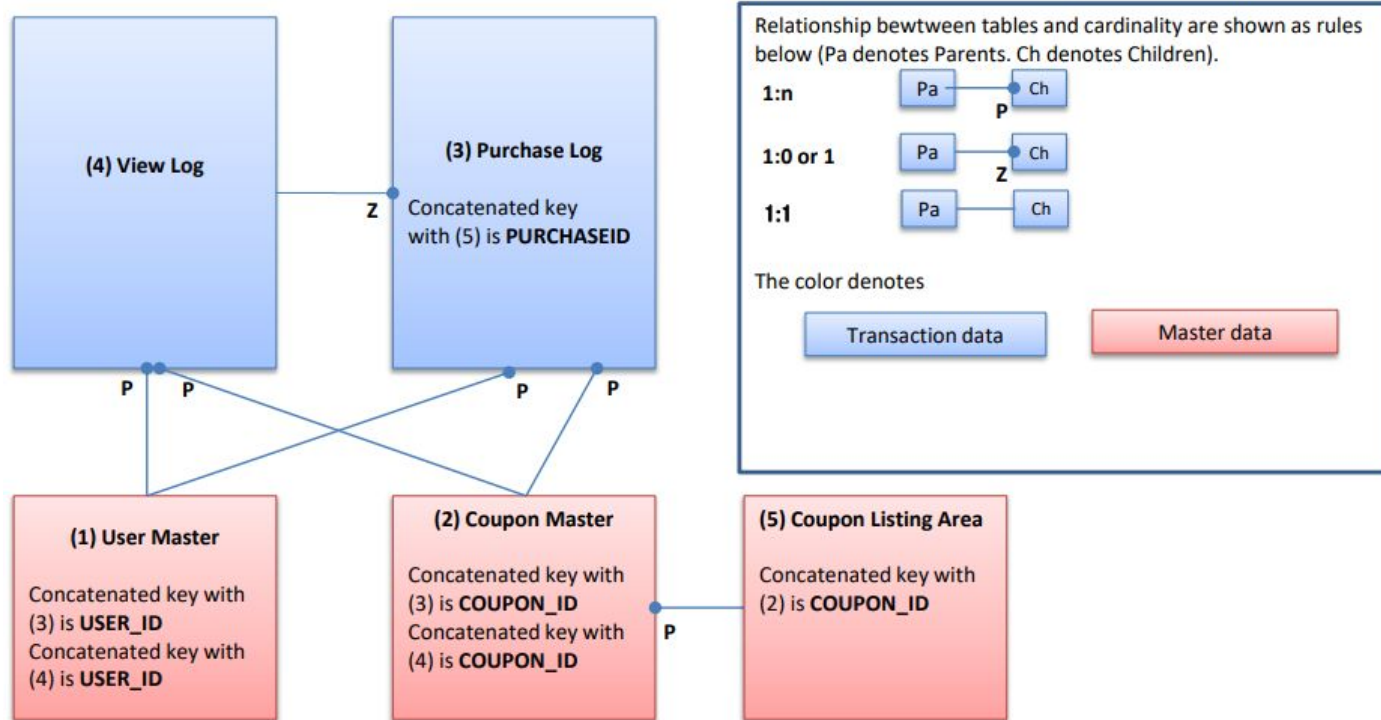 (4) View Log
Z
(3) Purchase Log
Concatenated key
with (5) is PURCHASEID
P
P
P
P
(1) User Master
Concatenated key with
(3) is USER_ID
Concatenated key with
(4) is USER_ID
(2) Coupon Master
Concatenated key with
(3) is COUPON_ID
Concatenated key with
(4) is COUPON_ID
P
(5) Coupon Listing Area
Concatenated key with
(2) is COUPON_ID
Relationship bewtween tables and cardinality are shown as rules
below (Pa denotes Parents. Ch denotes Children).
1:n
Pa
Ch
P
1:0 or 1
Pa
Ch
Z
1:1
Pa
Ch
The color denotes
Transaction data
Master data